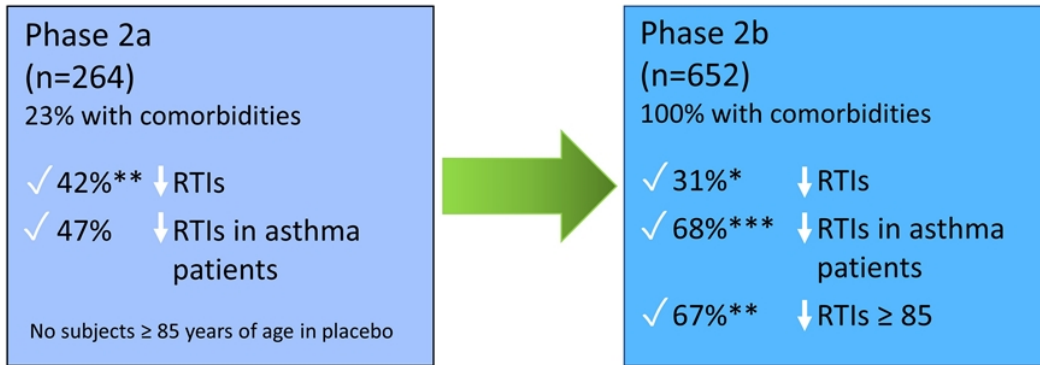 Phase 2a
(n=264)
23% with comorbidities
✓ 42%** ↓ RTIs
✓ 47% ↓ RTIs in asthma
patients
No subjects ≥ 85 years of age in placebo
Phase 2b
(n=652)
100% with comorbidities
✓ 31%* ↓ RTIs
✓ 68%*** ↓ RTIs in asthma
patients
✓ 67%** ↓ RTIs ≥ 85